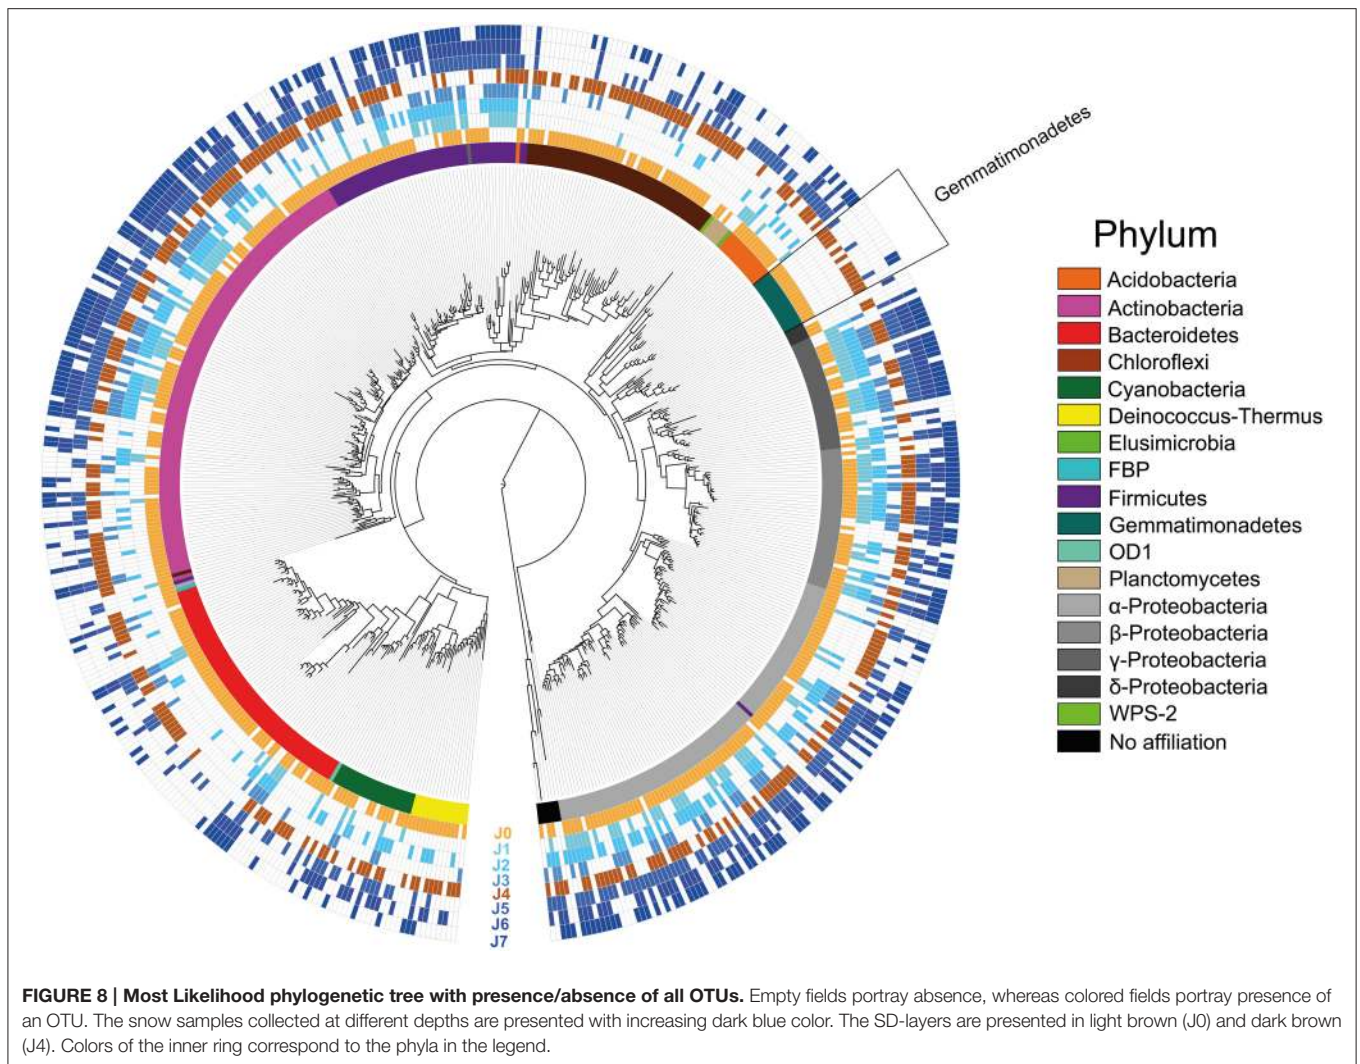 Gemmatimonadetes
Phylum
Acidobacteria
Actinobacteria
Bacteroidetes
Chloroflexi
Cyanobacteria
Deinococcus-Thermus
Elusimicrobia
FBP
Firmicutes
Gemmatimonadetes
OD1
Planctomycetes
α-Proteobacteria
β-Proteobacteria
γ-Proteobacteria
δ-Proteobacteria
WPS-2
No affiliation
J0
J1
J2
J3
J4
J5
J6
J7
FIGURE 8 | Most Likelihood phylogenetic tree with presence/absence of all OTUs. Empty fields portray absence, whereas colored fields portray presence of
an OTU. The snow samples collected at different depths are presented with increasing dark blue color. The SD-layers are presented in light brown (J0) and dark brown
(J4). Colors of the inner ring correspond to the phyla in the legend.